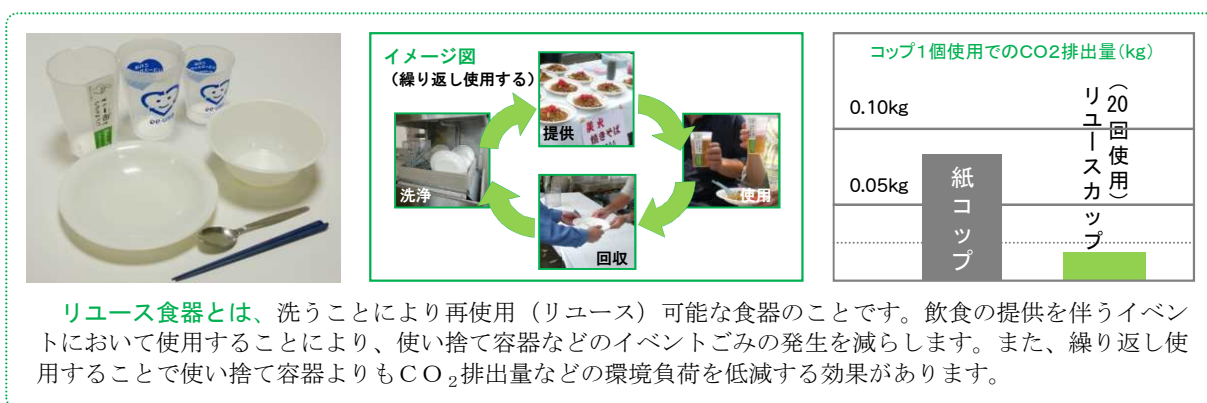 イメージ図
(繰り返し使用する)
提供
炭火
焼きそば
洗浄
使用
回収
コップ1個使用でのCO2排出量(kg)
0.10kg
0.05kg
紙コップ
リユースカップ
(20回使用)
リユース食器とは、洗うことにより再使用(リユース)可能な食器のことです。飲食の提供を伴うイベン
トにおいて使用することにより、使い捨て容器などのイベントごみの発生を減らします。また、繰り返し使
用することで使い捨て容器よりもCO₂排出量などの環境負荷を低減する効果があります。